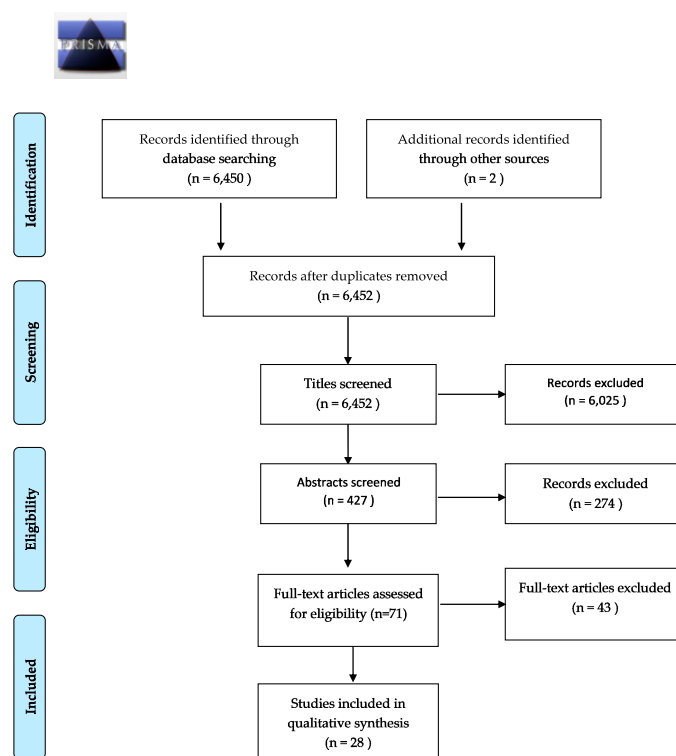 PRISMA
Identification
Records identified through
database searching
(n = 6,450 )
Additional records identified
through other sources
(n = 2 )
Records after duplicates removed
(n = 6,452 )
Screening
Titles screened
(n = 6,452 )
Records excluded
(n = 6,025 )
Eligibility
Abstracts screened
(n = 427 )
Records excluded
(n = 274 )
Full-text articles assessed
for eligibility (n=71)
Full-text articles excluded
(n = 43 )
Included
Studies included in
qualitative synthesis
(n = 28 )